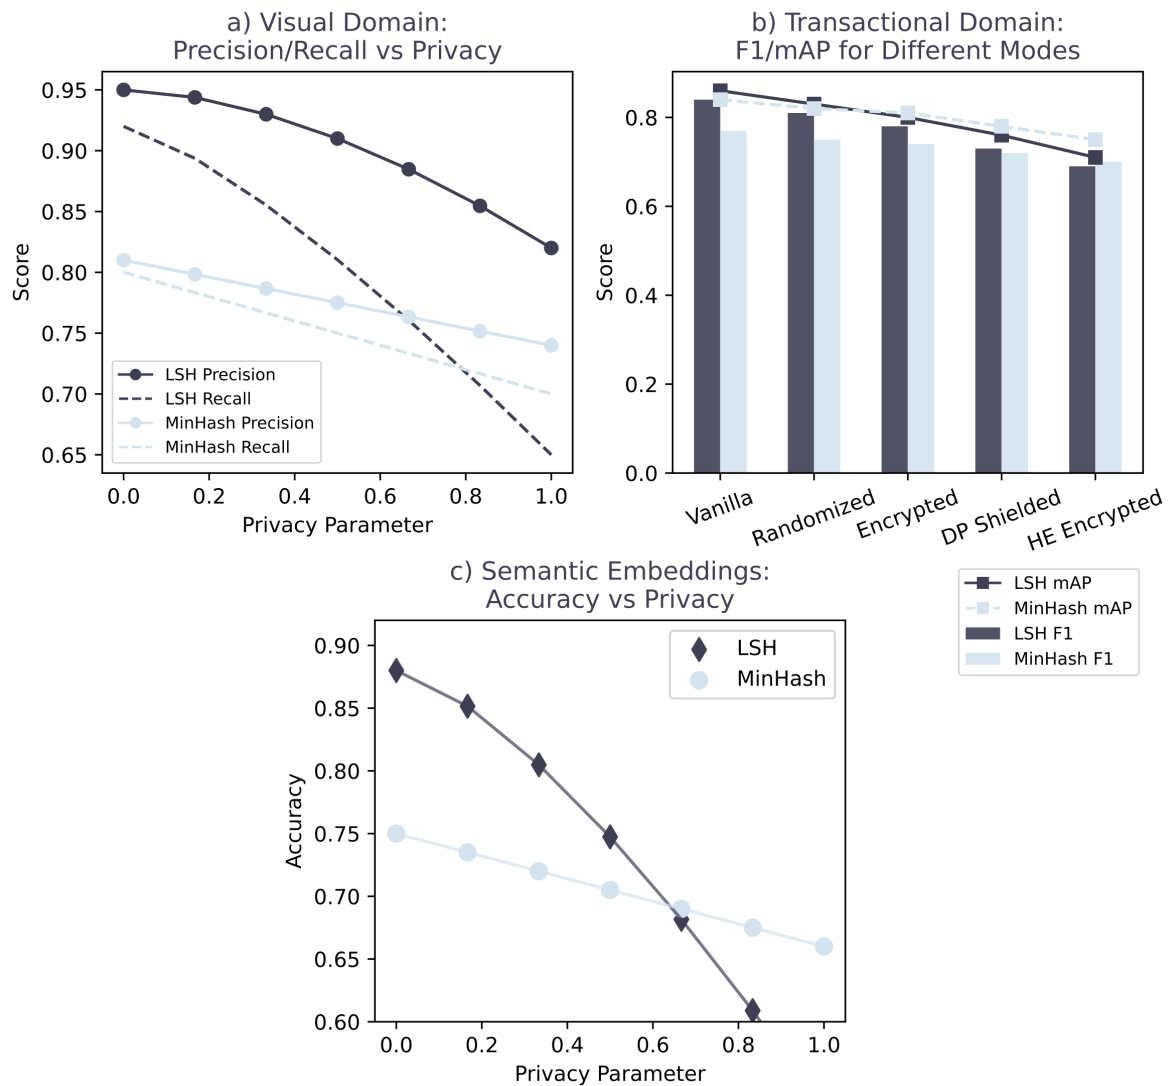 a) Visual Domain:
Precision/Recall vs Privacy
Score
0.95
0.90
0.85
0.80
0.75
0.70
0.65
LSH Precision
LSH Recall
MinHash Precision
MinHash Recall
0.0 0.2 0.4 0.6 0.8 1.0
Privacy Parameter
b) Transactional Domain:
F1/mAP for Different Modes
Score
0.8
0.6
0.4
0.2
0.0
Vanilla Randomized Encrypted DP Shielded HE Encrypted
LSH mAP
MinHash mAP
LSH F1
MinHash F1
c) Semantic Embeddings:
Accuracy vs Privacy
Accuracy
0.90
0.85
0.80
0.75
0.70
0.65
0.60
LSH
MinHash
0.0 0.2 0.4 0.6 0.8 1.0
Privacy Parameter